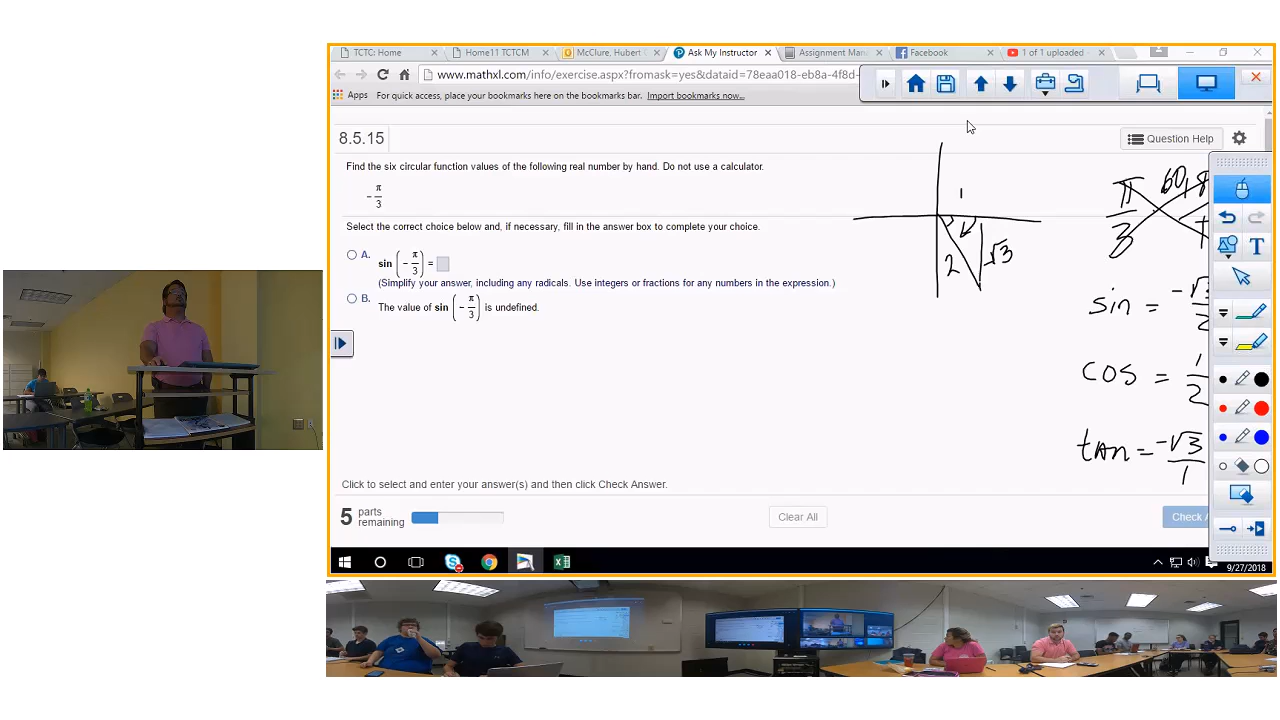 TCTC: Home
Home11 TCTCM
McClure, Hubert C
Ask My Instructor
Assignment Man
Facebook
1 of 1 uploaded -
www.mathxl.com/info/exercise.aspx?fromask=yes&dataid=78eaa018-eb8a-4f8d-
Apps
For quick access, place your bookmarks here on the bookmarks bar. Import bookmarks now...
8.5.15
Question Help
Find the six circular function values of the following real number by hand. Do not use a calculator.
- π/3
Select the correct choice below and, if necessary, fill in the answer box to complete your choice.
A. sin (- π/3) =
(Simplify your answer, including any radicals. Use integers or fractions for any numbers in the expression.)
B. The value of sin (- π/3) is undefined.
1
2
√3
π/3
60
sin = -√3/2
cos = 1/2
tAn = -√3/1
T
Click to select and enter your answer(s) and then click Check Answer.
5 parts remaining
Clear All
Check A
9/27/2018